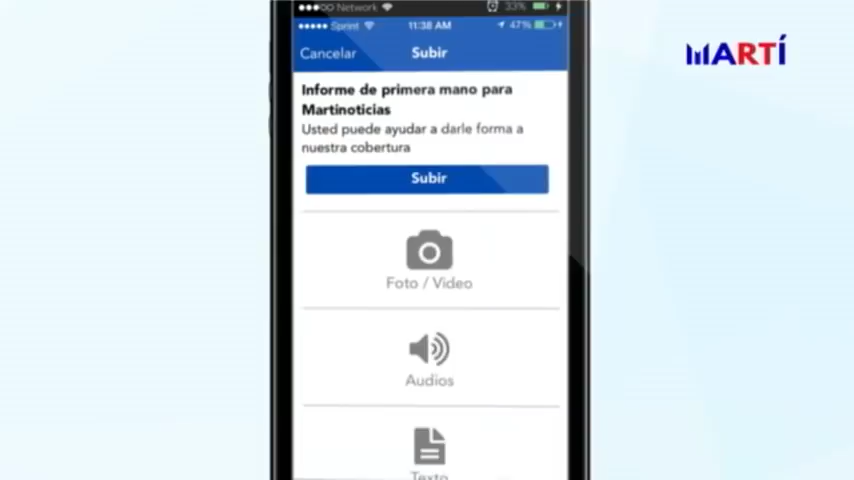 Network 33%
Sprint 11:38 AM 47%
Cancelar Subir
MARTÍ
Informe de primera mano para
Martinoticias
Usted puede ayudar a darle forma a
nuestra cobertura
Subir
Foto / Video
Audios
Texto